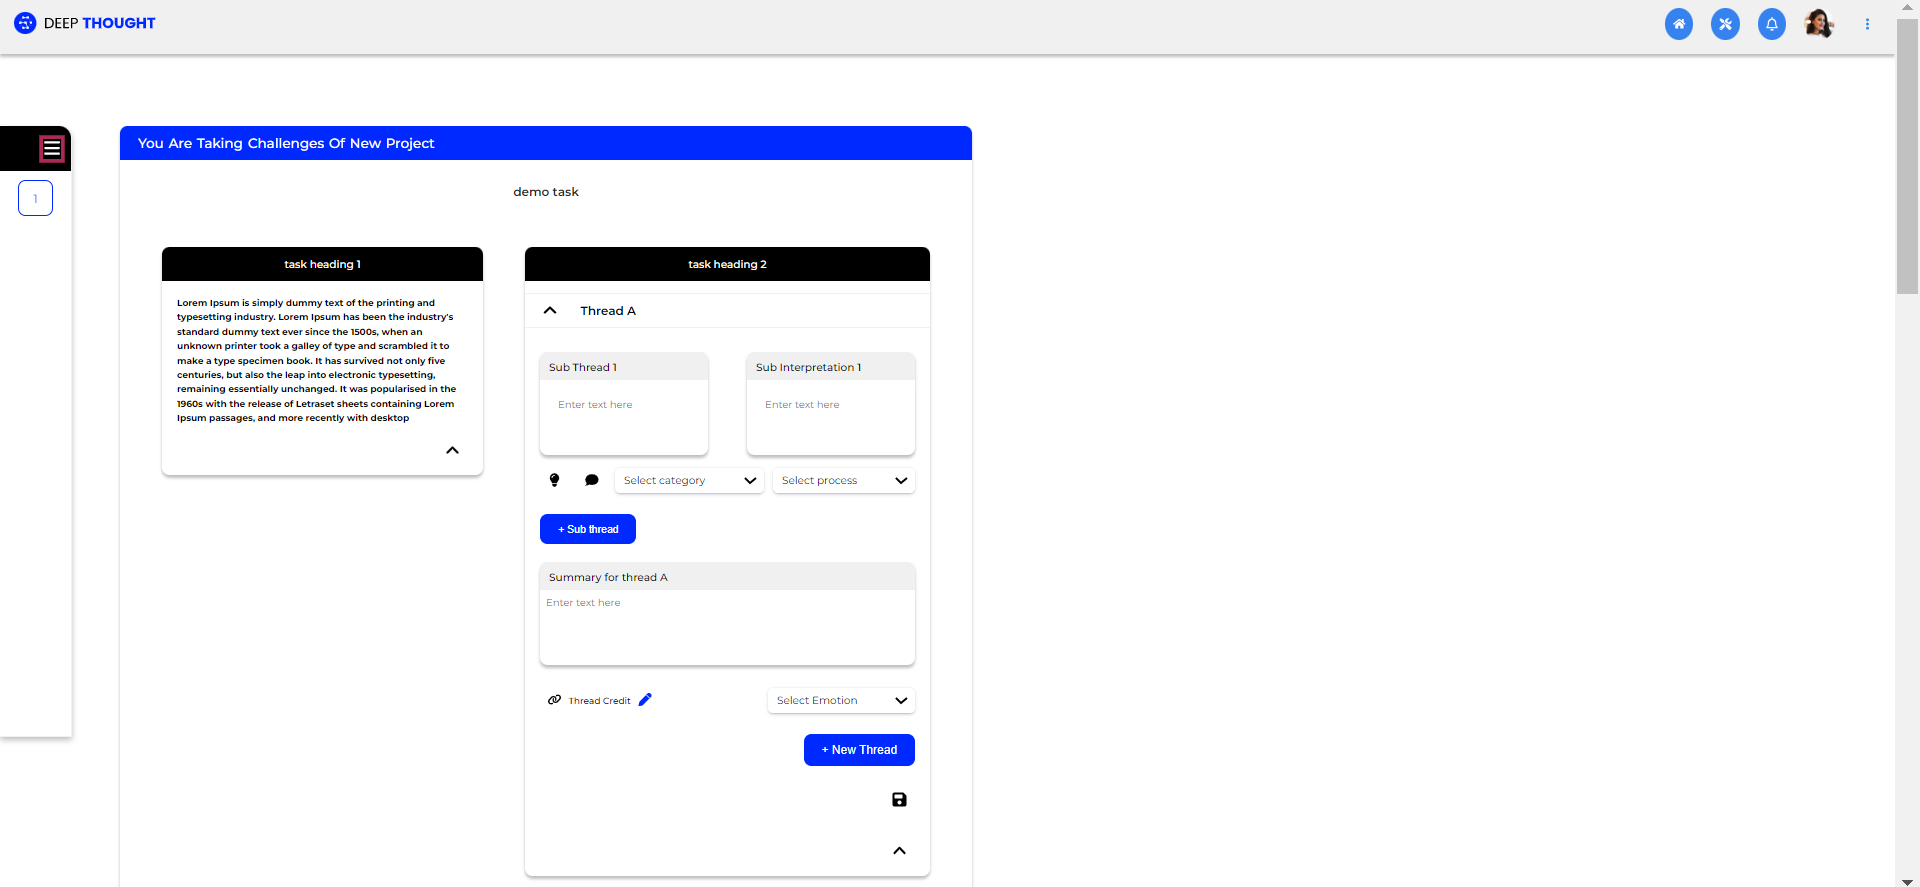 DEEP THOUGHT
You Are Taking Challenges Of New Project
1
demo task
task heading 1
Lorem Ipsum is simply dummy text of the printing and
typesetting industry. Lorem Ipsum has been the industry's
standard dummy text ever since the 1500s, when an
unknown printer took a galley of type and scrambled it to
make a type specimen book. It has survived not only five
centuries, but also the leap into electronic typesetting,
remaining essentially unchanged. It was popularised in the
1960s with the release of Letraset sheets containing Lorem
Ipsum passages, and more recently with desktop
task heading 2
Thread A
Sub Thread 1
Enter text here
Sub Interpretation 1
Enter text here
Select category
Select process
+ Sub thread
Summary for thread A
Enter text here
Thread Credit
Select Emotion
+ New Thread